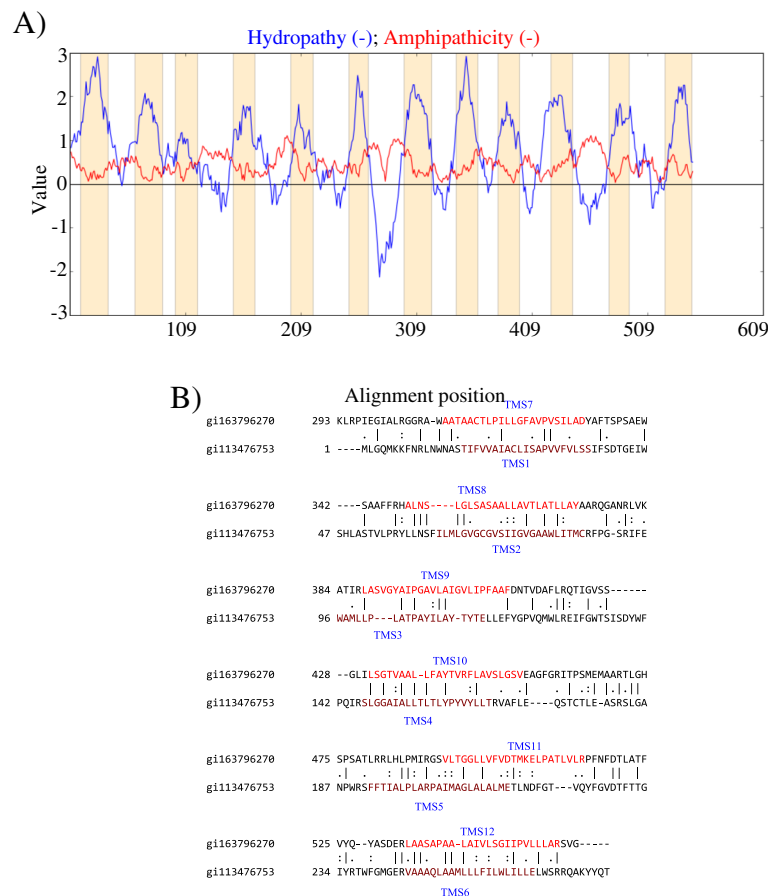 A)
Hydropathy (-); Amphipathicity (-)
3
2
1
0
-1
-2
-3
Value
109 209 309 409 509 609
B)
Alignment position
TMS7
gi163796270 293 KLRPIEGIALRGGRA-WAATAACTLPILLGFAVPVSILADYAFTSPSAEW
gi113476753 1 ----MLGQMKKFNRLNWNASTIFVVAIACLISAPVVFVLSSIFSDTGEIW
TMS1
TMS8
gi163796270 342 ----SAAFFRHALNS----LGLSASAALLAVTLATLLAYAARQGANRLVK
gi113476753 47 SHLASTVLPRYLLNSFILMLGVGCGVSIIGVGAAWLITMCRFPG-SRIFE
TMS2
TMS9
gi163796270 384 ATIRLASVGYAIPGAVLAIGVLIPFAAFDNTVDAFLRQTIGVSS------
gi113476753 96 WAMLLP---LATPAYILAY-TYTELLEFYGPVQMWLREIFGWTSISDYWF
TMS3
TMS10
gi163796270 428 --GLILSGTVAAL-LFAYTVRFLAVSLGSVEAGFGRITPSMEMAARTLGH
gi113476753 142 PQIRSLGGAIALLTLTLYPYVYLLTRVAFLE----QSTCTLE-ASRSLGA
TMS4
TMS11
gi163796270 475 SPSATLRRLHLPMIRGSVLTGGLLVFVDTMKELPATLVLRPFNFDTLATF
gi113476753 187 NPWRSFFTIALPLARPAIMAGLALALMETLNDFGT---VQYFGVDTFTTG
TMS5
TMS12
gi163796270 525 VYQ--YASDERLAASAPAA-LAIVLSGIIPVLLLARSVG-----
gi113476753 234 IYRTWFGMGERVAAAQLAAMLLLFILWLILLELWSRRQAKYYQT
TMS6